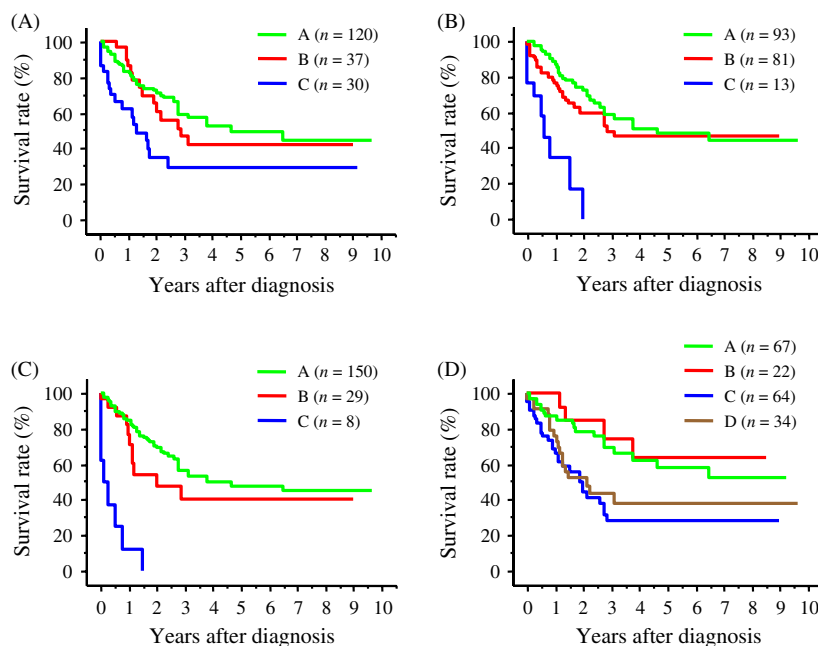 (A)
A (n = 120)
B (n = 37)
C (n = 30)
Survival rate (%)
100
80
60
40
20
0
0 1 2 3 4 5 6 7 8 9 10
Years after diagnosis
(B)
A (n = 93)
B (n = 81)
C (n = 13)
Survival rate (%)
100
80
60
40
20
0
0 1 2 3 4 5 6 7 8 9 10
Years after diagnosis
(C)
A (n = 150)
B (n = 29)
C (n = 8)
Survival rate (%)
100
80
60
40
20
0
0 1 2 3 4 5 6 7 8 9 10
Years after diagnosis
(D)
A (n = 67)
B (n = 22)
C (n = 64)
D (n = 34)
Survival rate (%)
100
80
60
40
20
0
0 1 2 3 4 5 6 7 8 9 10
Years after diagnosis